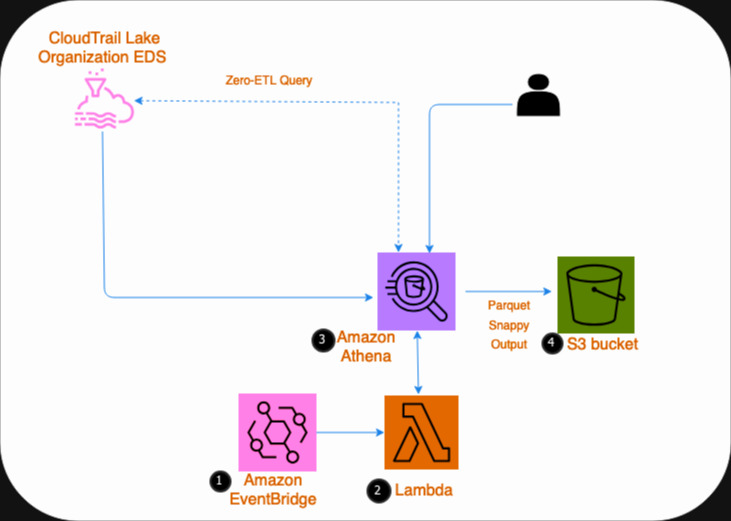 CloudTrail Lake
Organization EDS
Zero-ETL Query
Parquet
Snappy
Output
3 Amazon
Athena
4 S3 bucket
1 Amazon
EventBridge
2 Lambda